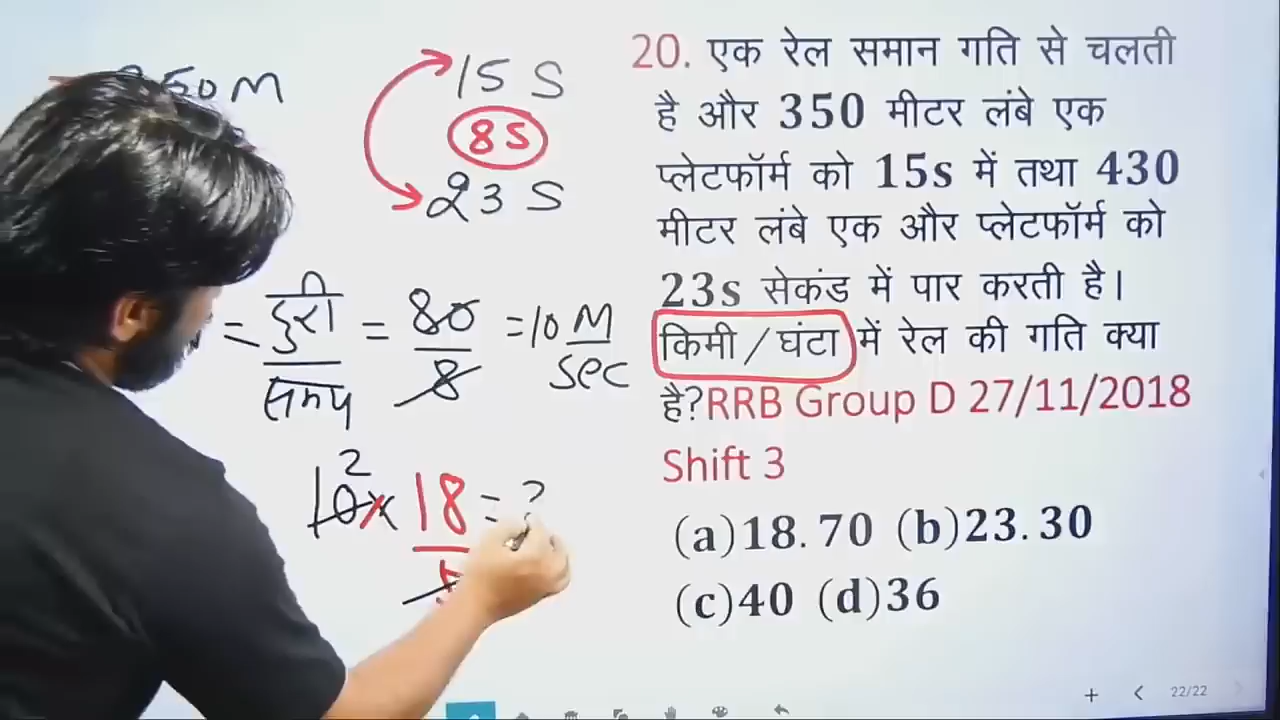 50 M
15 S
8 S
23 S
= दुरी / समय = 80 / 8 = 10 M / Sec
10 2 × 18 =
20. एक रेल समान गति से चलती
है और 350 मीटर लंबे एक
प्लेटफॉर्म को 15s में तथा 430
मीटर लंबे एक और प्लेटफॉर्म को
23s सेकंड में पार करती है।
किमी/घंटा में रेल की गति क्या
है?RRB Group D 27/11/2018
Shift 3
(a)18.70 (b)23.30
(c)40 (d)36
22/22